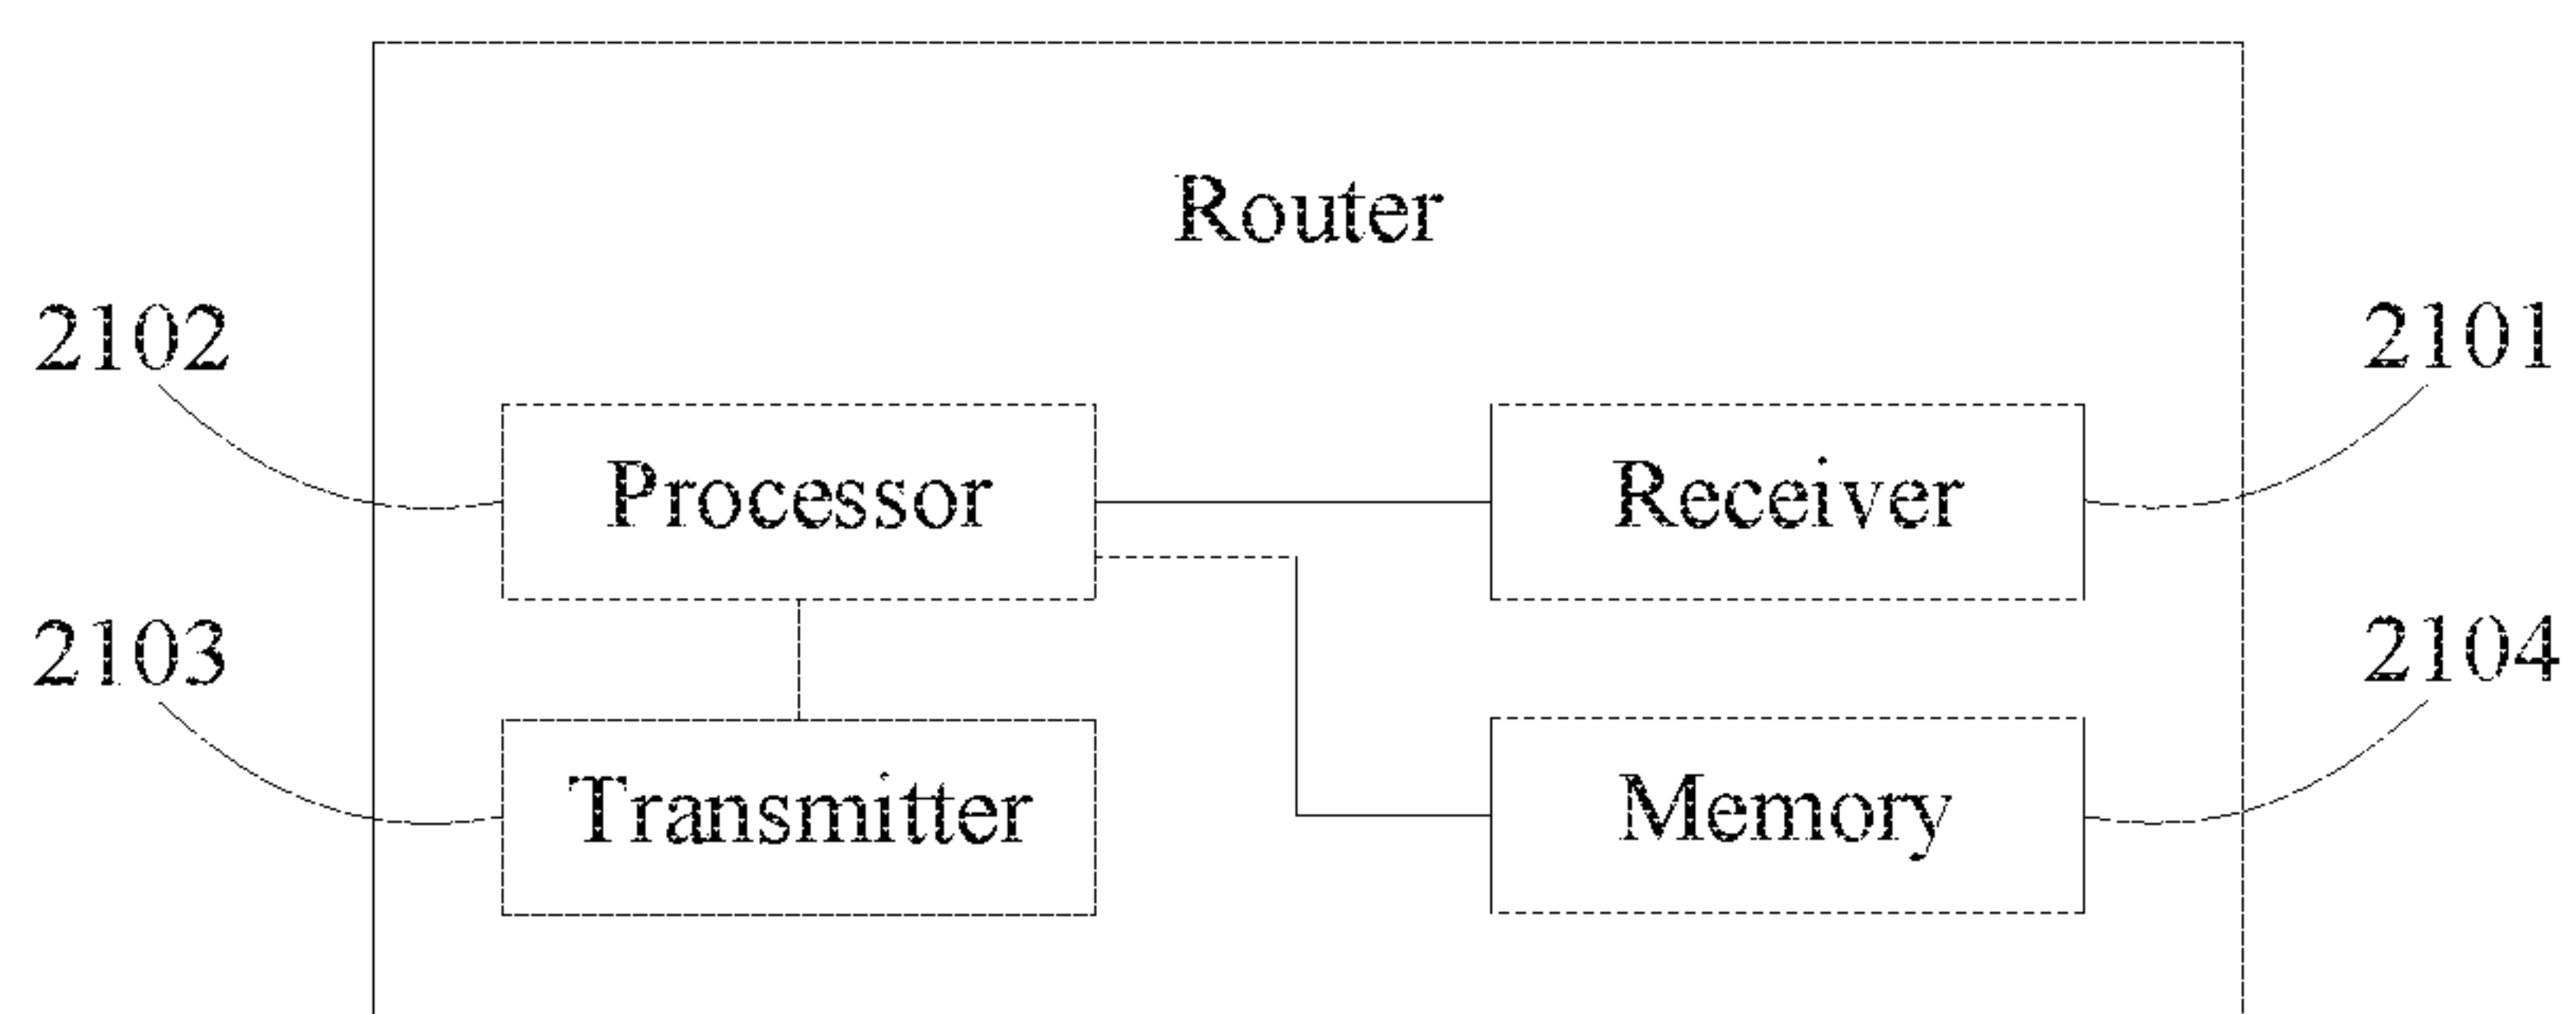 Router
2102
2101
Processor
Receiver
2103
2104
Transmitter
Memory